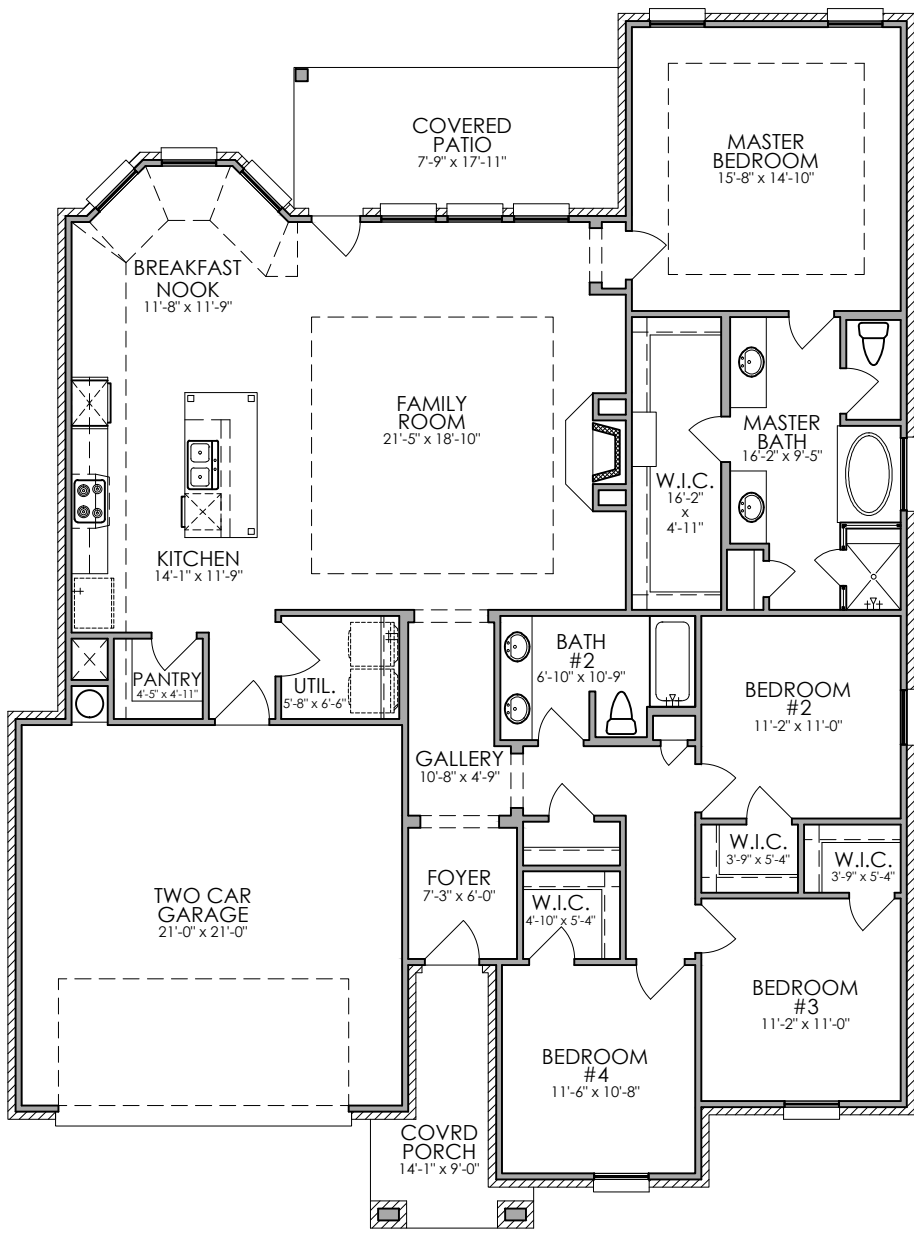 COVERED
PATIO
7'-9" x 17'-11"
MASTER
BEDROOM
15'-8" x 14'-10"
BREAKFAST
NOOK
11'-8" x 11'-9"
FAMILY
ROOM
21'-5" x 18'-10"
MASTER
BATH
16'-2" x 9'-5"
W.I.C.
16'-2"
x
4'-11"
KITCHEN
14'-1" x 11'-9"
PANTRY
4'-5" x 4'-11"
UTIL.
5'-8" x 6'-6"
BATH
#2
6'-10" x 10'-9"
BEDROOM
#2
11'-2" x 11'-0"
GALLERY
10'-8" x 4'-9"
W.I.C.
3'-9" x 5'-4"
W.I.C.
3'-9" x 5'-4"
TWO CAR
GARAGE
21'-0" x 21'-0"
FOYER
7'-3" x 6'-0"
W.I.C.
4'-10" x 5'-4"
BEDROOM
#3
11'-2" x 11'-0"
BEDROOM
#4
11'-6" x 10'-8"
COVRD
PORCH
14'-1" x 9'-0"